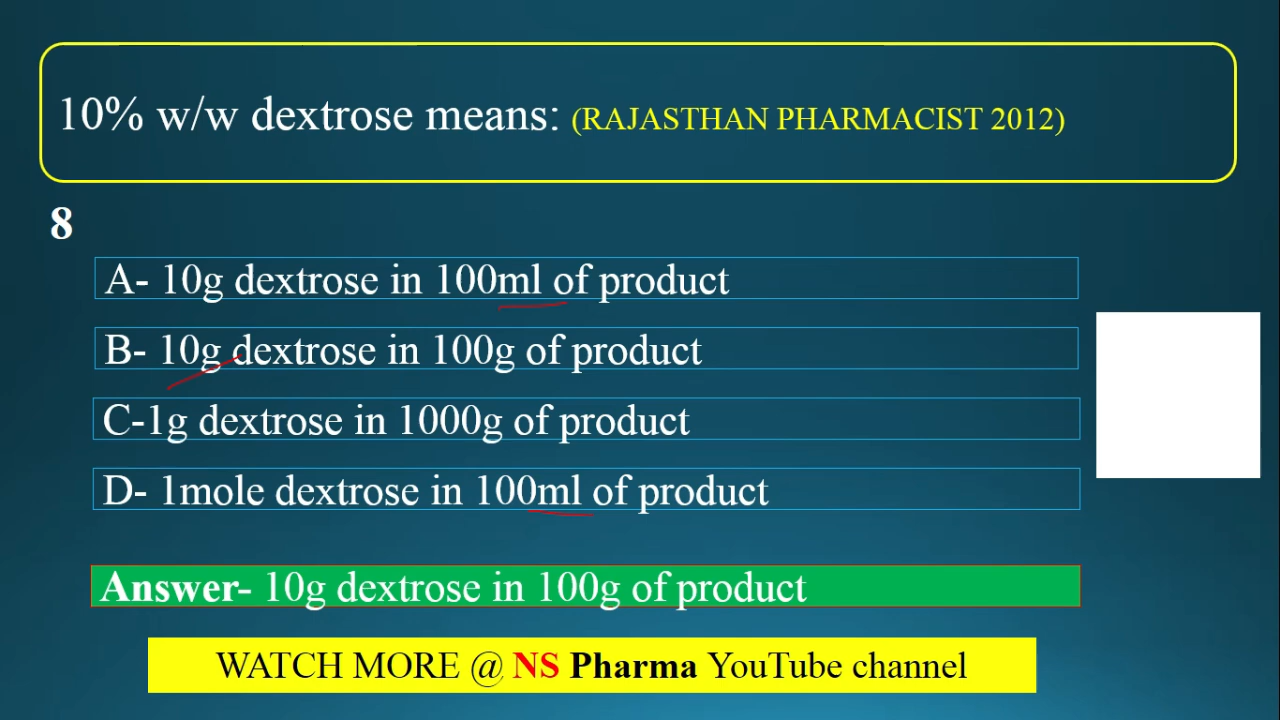 10% w/w dextrose means: (RAJASTHAN PHARMACIST 2012)
8
A- 10g dextrose in 100ml of product
B- 10g dextrose in 100g of product
C-1g dextrose in 1000g of product
D- 1mole dextrose in 100ml of product
Answer- 10g dextrose in 100g of product
WATCH MORE @ NS Pharma YouTube channel